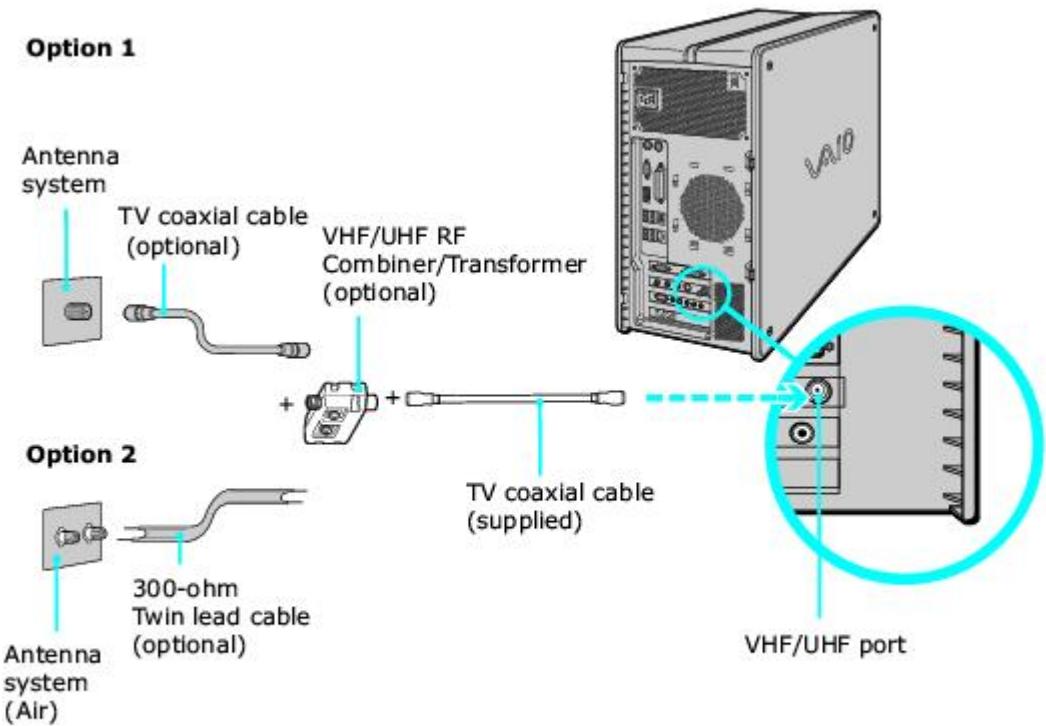 Option 1
Antenna
system
TV coaxial cable
(optional)
VHF/UHF RF
Combiner/Transformer
(optional)
VAIO
+
+
Option 2
TV coaxial cable
(supplied)
300-ohm
Twin lead cable
(optional)
Antenna
system
(Air)
VHF/UHF port